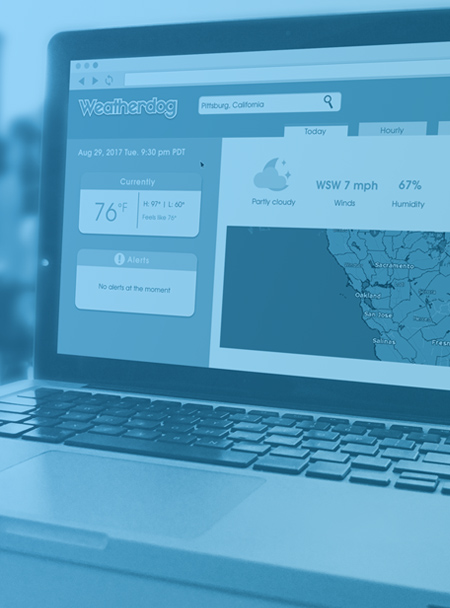 Weatherdog
Pittsburg, California
Today
Hourly
Aug 29, 2017 Tue, 9:30 pm PDT
Currently
76°F
H: 97° | L: 60°
Feels like 76°
! Alerts
No alerts at the moment
Partly cloudy
WSW 7 mph
Winds
67%
Humidity
Sacramento
Oakland
San Jose
Salinas
Fresn